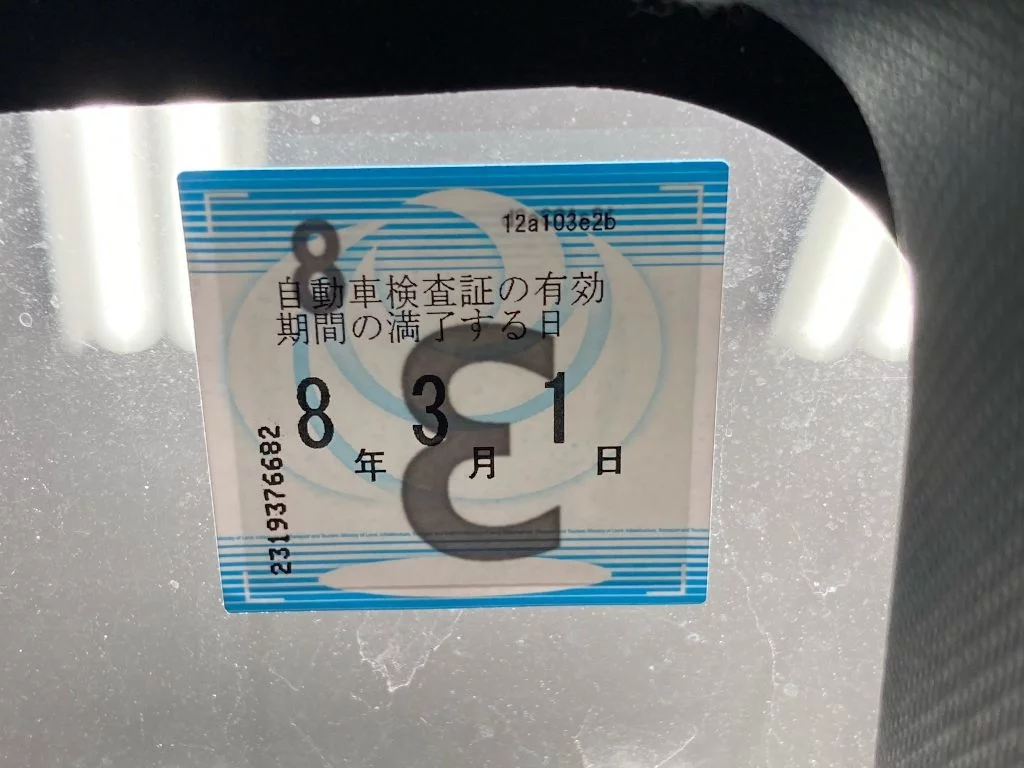 12a103e2b
8
自動車検査証の有効
期間の満了する日
8年 3月 1日
3
2319376682